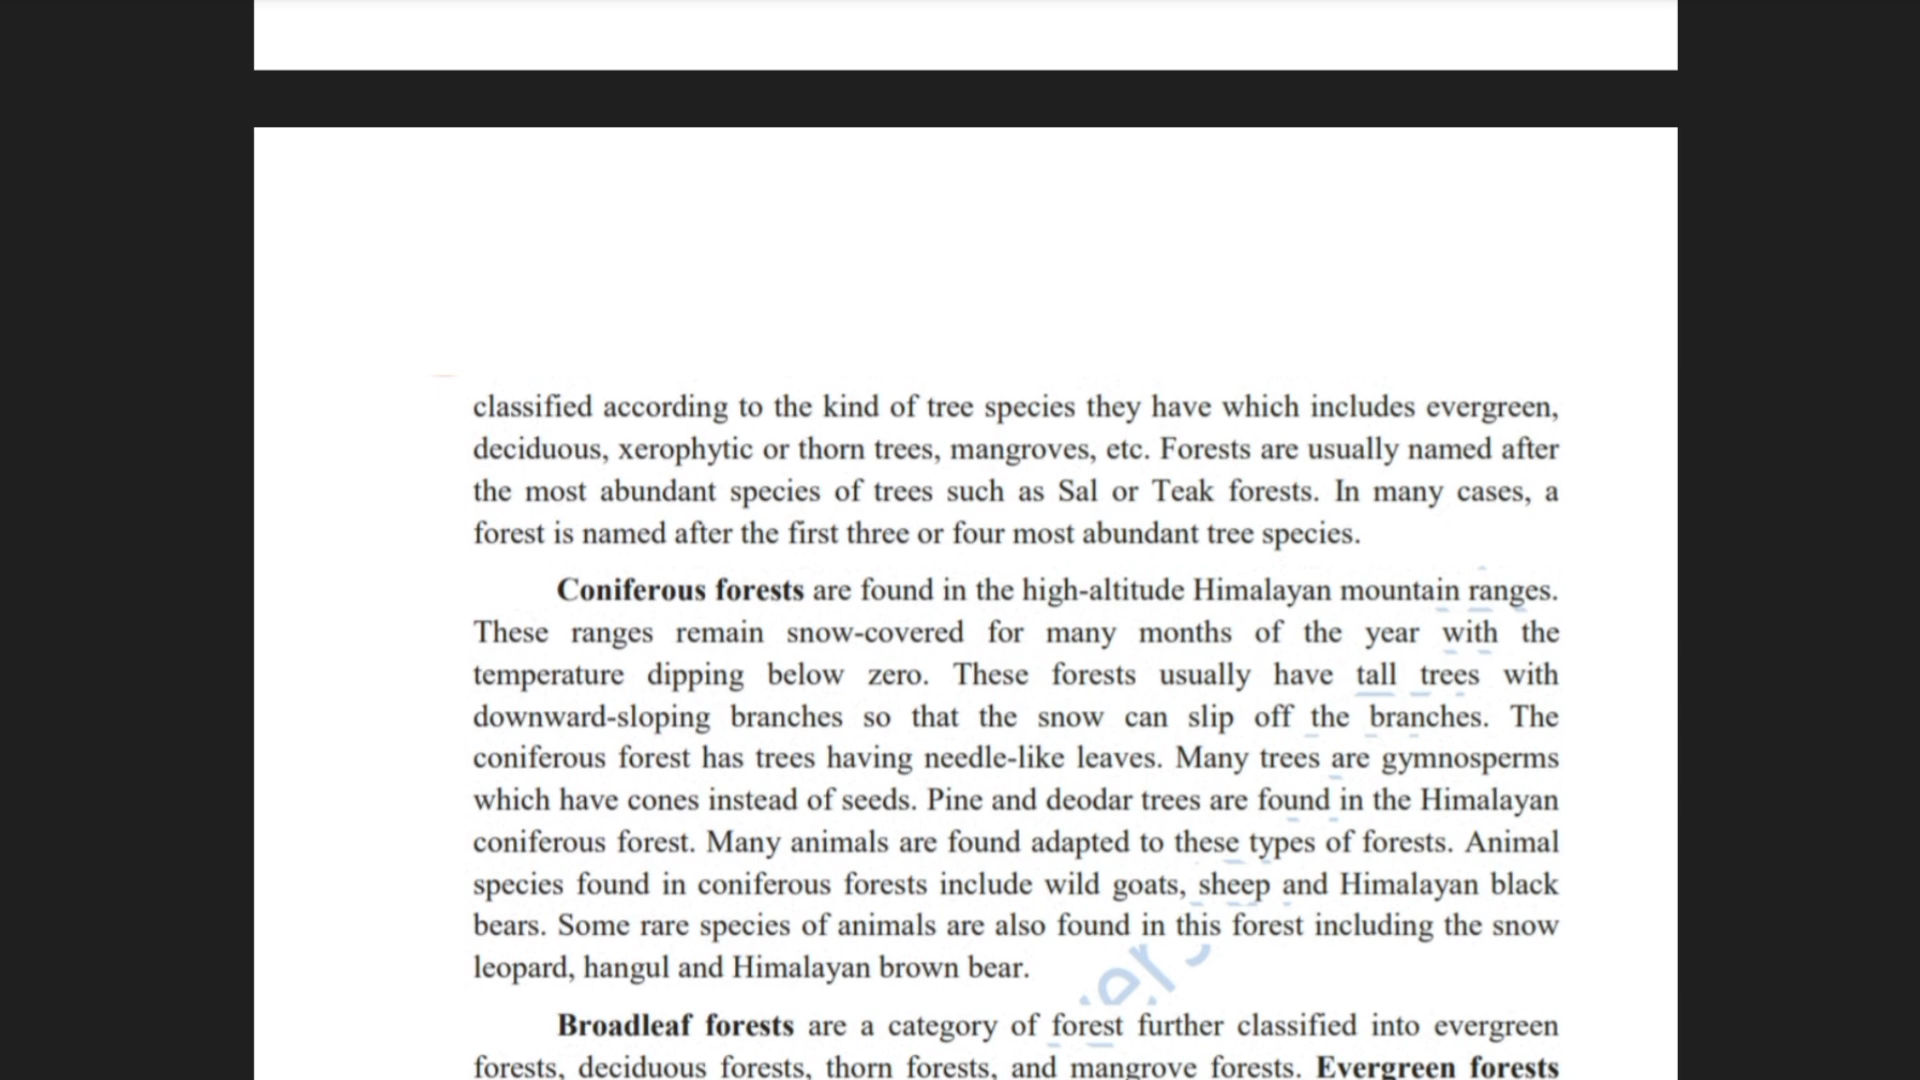 classified according to the kind of tree species they have which includes evergreen,
deciduous, xerophytic or thorn trees, mangroves, etc. Forests are usually named after
the most abundant species of trees such as Sal or Teak forests. In many cases, a
forest is named after the first three or four most abundant tree species.
Coniferous forests are found in the high-altitude Himalayan mountain ranges.
These ranges remain snow-covered for many months of the year with the
temperature dipping below zero. These forests usually have tall trees with
downward-sloping branches so that the snow can slip off the branches. The
coniferous forest has trees having needle-like leaves. Many trees are gymnosperms
which have cones instead of seeds. Pine and deodar trees are found in the Himalayan
coniferous forest. Many animals are found adapted to these types of forests. Animal
species found in coniferous forests include wild goats, sheep and Himalayan black
bears. Some rare species of animals are also found in this forest including the snow
leopard, hangul and Himalayan brown bear.
Broadleaf forests are a category of forest further classified into evergreen
forests, deciduous forests, thorn forests, and mangrove forests. Evergreen forests